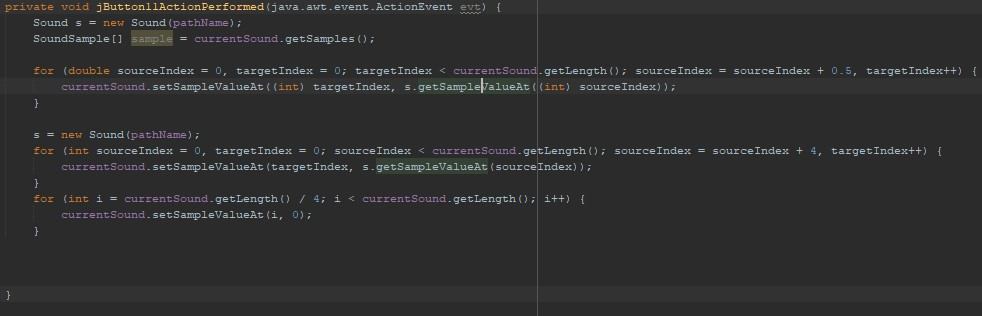 private void jButton11ActionPerformed(java.awt.event.ActionEvent evt) {
Sound s = new Sound(pathName);
SoundSample[] sample = currentSound.getSamples();
for (double sourceIndex = 0, targetIndex = 0; targetIndex < currentSound.getLength(); sourceIndex = sourceIndex + 0.5, targetIndex++) {
currentSound.setSampleValueAt((int) targetIndex, s.getSampleValueAt((int) sourceIndex));
}
s = new Sound(pathName);
for (int sourceIndex = 0, targetIndex = 0; sourceIndex < currentSound.getLength(); sourceIndex = sourceIndex + 4, targetIndex++) {
currentSound.setSampleValueAt(targetIndex, s.getSampleValueAt(sourceIndex));
}
for (int i = currentSound.getLength() / 4; i < currentSound.getLength(); i++) {
currentSound.setSampleValueAt(i, 0);
}
}